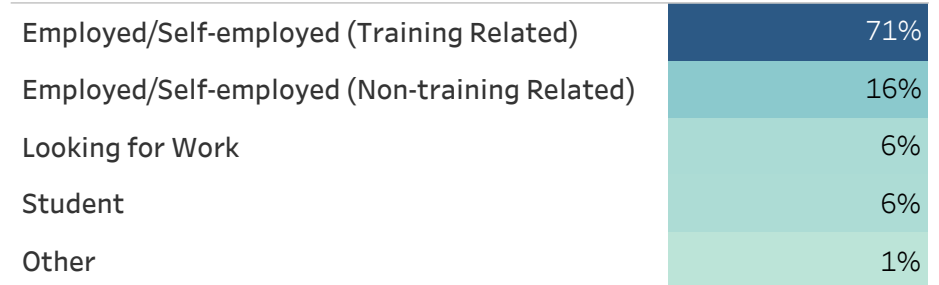 Employed/Self-employed (Training Related) 71%
Employed/Self-employed (Non-training Related) 16%
Looking for Work 6%
Student 6%
Other 1%